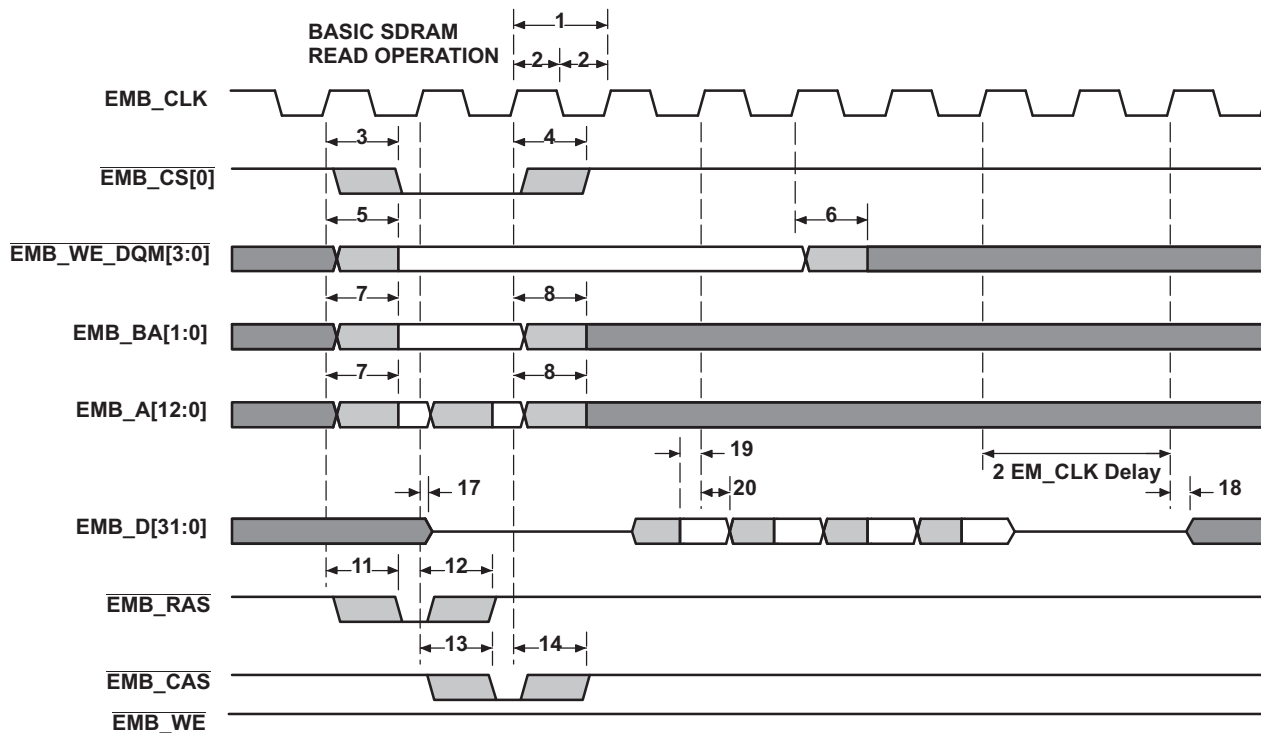 BASIC SDRAM
READ OPERATION
1
2 2
EMB_CLK
3 4
EMB_CS[0]
5 6
EMB_WE_DQM[3:0]
7 8
EMB_BA[1:0]
7 8
EMB_A[12:0]
19
2 EM_CLK Delay
17 20 18
EMB_D[31:0]
11 12
EMB_RAS
13 14
EMB_CAS
EMB_WE